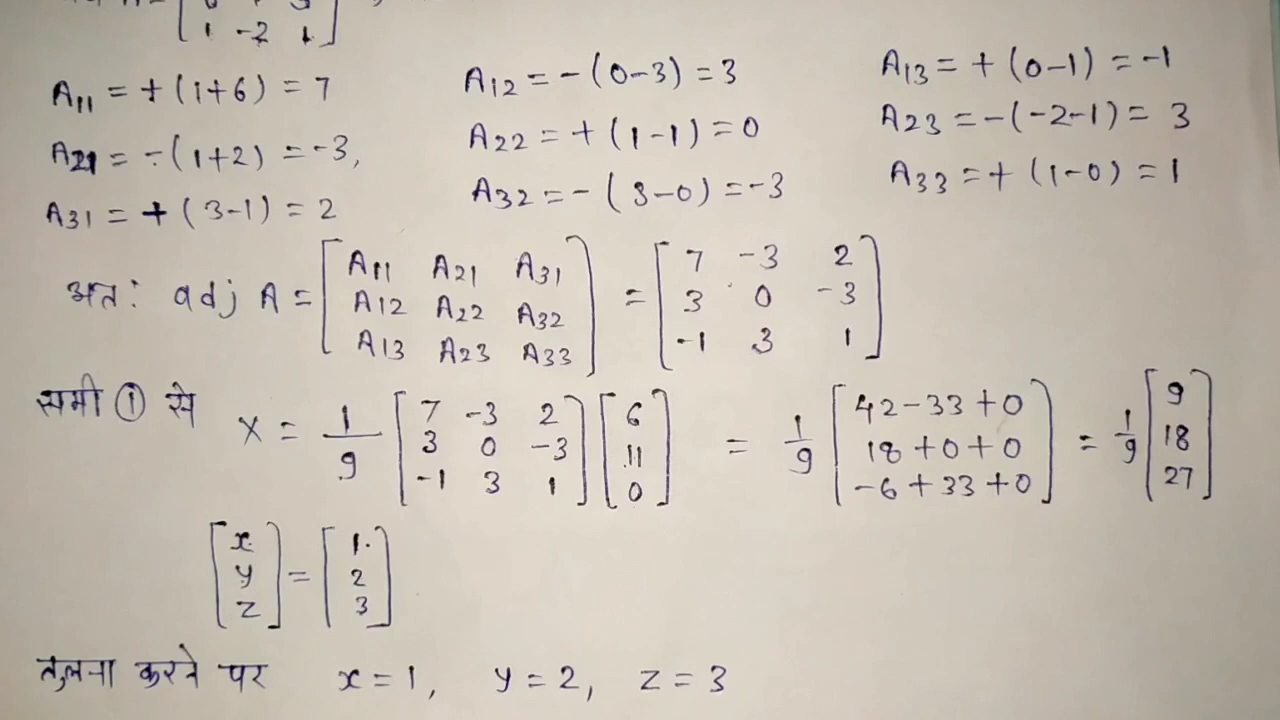 1 -2 1
A11 = +(1+6) = 7 A12 = -(0-3) = 3 A13 = +(0-1) = -1
A21 = -(1+2) = -3, A22 = +(1-1) = 0 A23 = -(-2-1) = 3
A31 = +(3-1) = 2 A32 = -(3-0) = -3 A33 = +(1-0) = 1
अत: adj A = [A11 A21 A31 = [7 -3 2
A12 A22 A32 3 0 -3
A13 A23 A33] -1 3 1]
समी ① से X = 1/9 [7 -3 2 [6 = 1/9 [42-33+0 = 1/9 [9
3 0 -3 11 18+0+0 18
-1 3 1] 0] -6+33+0] 27]
[x = [1
y 2
z] 3]
तुलना करने पर x = 1, y = 2, z = 3